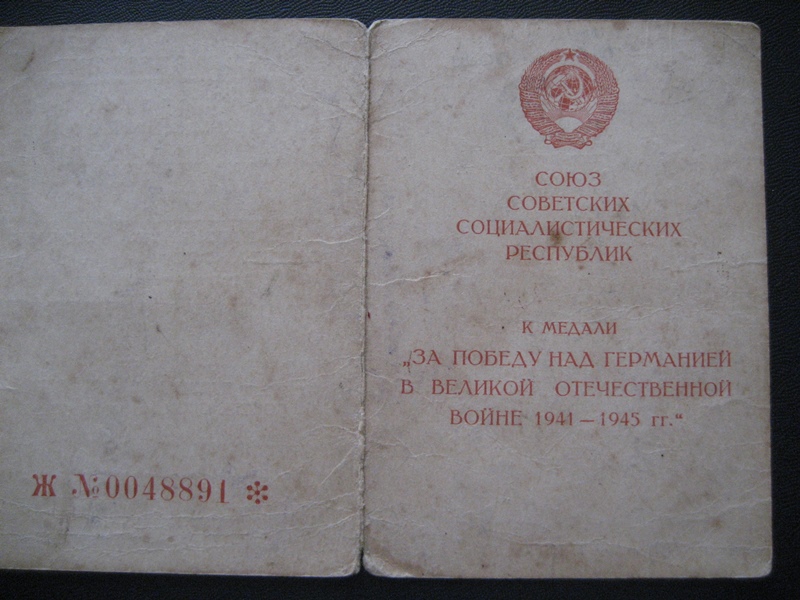 Ж №0048891 *
СОЮЗ
СОВЕТСКИХ
СОЦИАЛИСТИЧЕСКИХ
РЕСПУБЛИК
К МЕДАЛИ
„ЗА ПОБЕДУ НАД ГЕРМАНИЕЙ
В ВЕЛИКОЙ ОТЕЧЕСТВЕННОЙ
ВОЙНЕ 1941 — 1945 гг.“